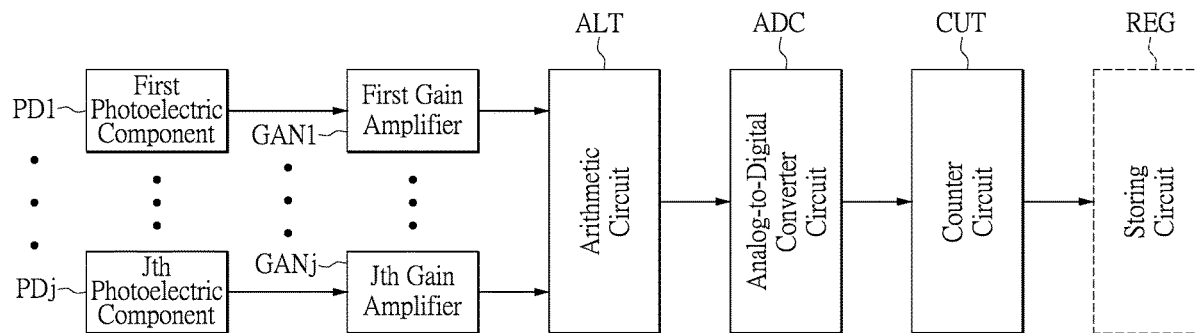 ALT
ADC
CUT
REG
PD1
First
Photoelectric
Component
GAN1
First Gain
Amplifier
PDj
Jth
Photoelectric
Component
GANj
Jth Gain
Amplifier
Arithmetic
Circuit
Analog-to-Digital
Converter
Circuit
Counter
Circuit
Storing
Circuit